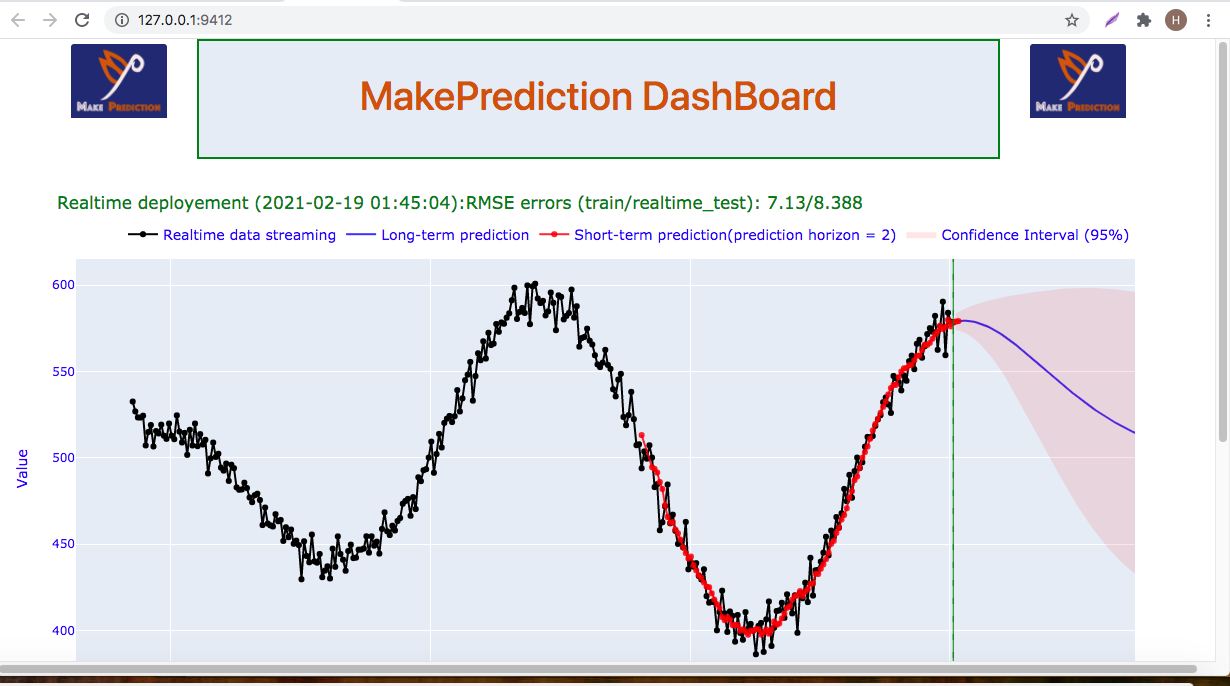 127.0.0.1:9412
H
MAKE PREDICTION
MakePrediction DashBoard
MAKE PREDICTION
Realtime deployement (2021-02-19 01:45:04):RMSE errors (train/realtime_test): 7.13/8.388
Realtime data streaming Long-term prediction Short-term prediction(prediction horizon = 2) Confidence Interval (95%)
600
550
500
Value
450
400